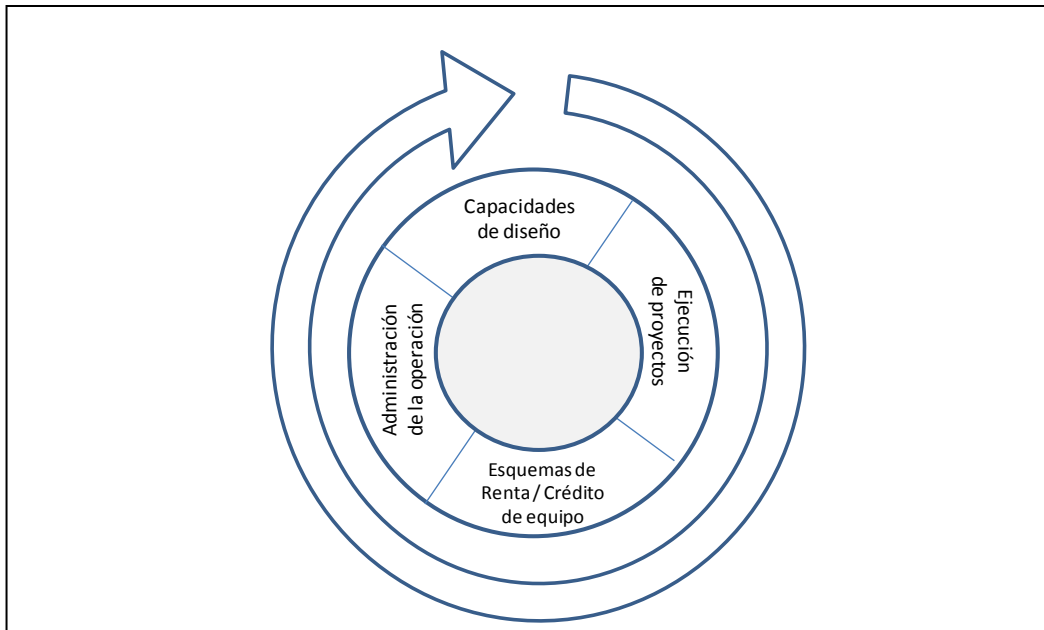 Capacidades
de diseño
Ejecución
de proyectos
Esquemas de
Renta / Crédito
de equipo
Administración
de la operación